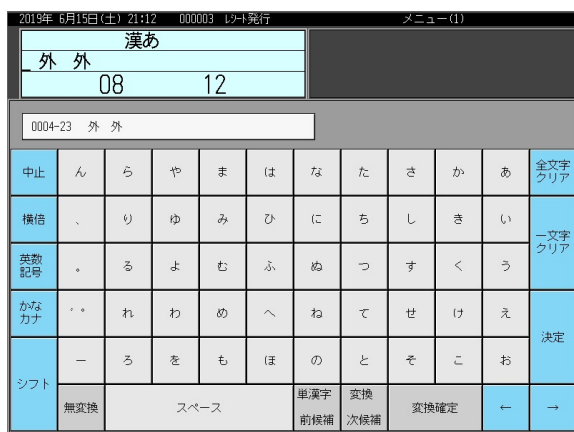 2019年 6月15日(土) 21:12 000003 レシート発行 メニュー(1)
漢あ
_ 外 外
08 12
0004-23 外 外
中止 ん ら や ま は な た さ か あ 全文字クリア
横倍 、 り ゆ み ひ に ち し き い 一文字クリア
英数記号 。 る よ む ふ ぬ つ す く う
かなカナ ゛゜ れ わ め へ ね て せ け え 決定
シフト ー ろ を も ほ の と そ こ お
無変換 スペース 単漢字前候補 変換次候補 変換確定 ← →